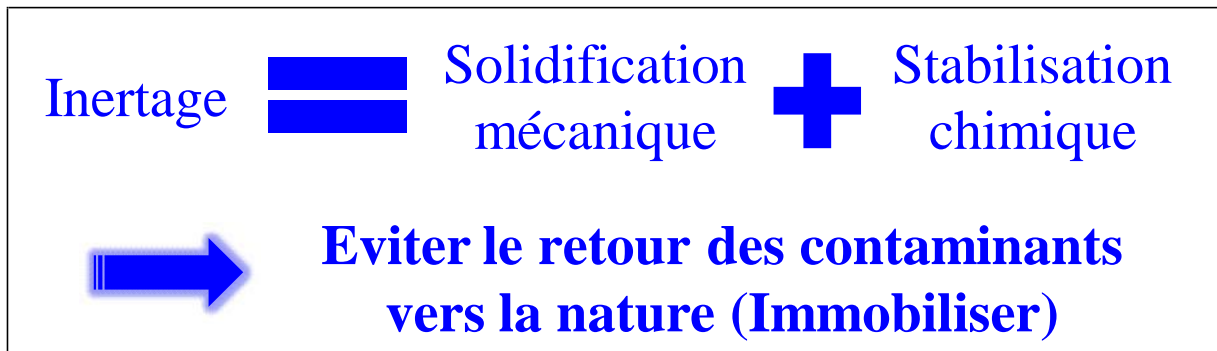 Inertage = Solidification mécanique + Stabilisation chimique
Eviter le retour des contaminants
vers la nature (Immobiliser)